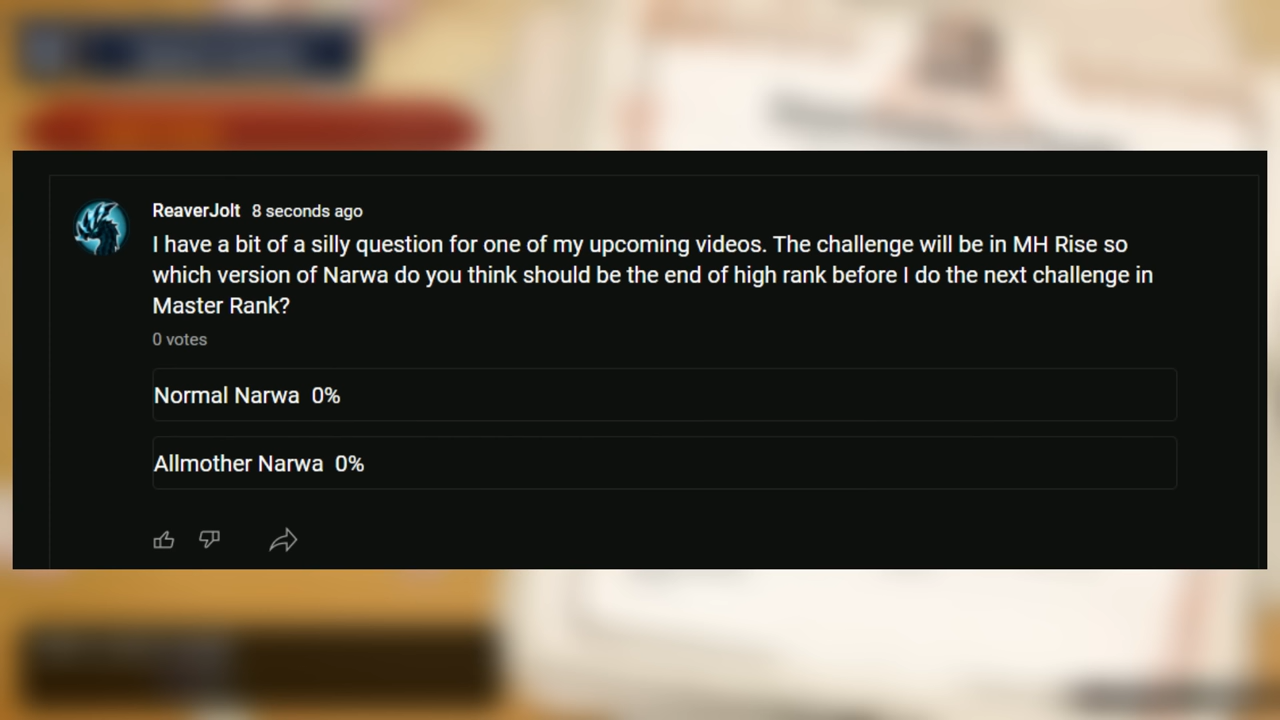 ReaverJolt 8 seconds ago
I have a bit of a silly question for one of my upcoming videos. The challenge will be in MH Rise so
which version of Narwa do you think should be the end of high rank before I do the next challenge in
Master Rank?
0 votes
Normal Narwa 0%
Allmother Narwa 0%